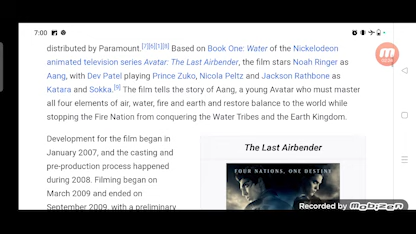 7:00
distributed by Paramount.[7][6][1][8] Based on Book One: Water of the Nickelodeon
animated television series Avatar: The Last Airbender, the film stars Noah Ringer as
Aang, with Dev Patel playing Prince Zuko, Nicola Peltz and Jackson Rathbone as
Katara and Sokka.[9] The film tells the story of Aang, a young Avatar who must master
all four elements of air, water, fire and earth and restore balance to the world while
stopping the Fire Nation from conquering the Water Tribes and the Earth Kingdom.
Development for the film began in
January 2007, and the casting and
pre-production process happened
during 2008. Filming began on
March 2009 and ended on
September 2009, with a preliminary
The Last Airbender
FOUR NATIONS, ONE DESTINY
Recorded by MOBIZEN